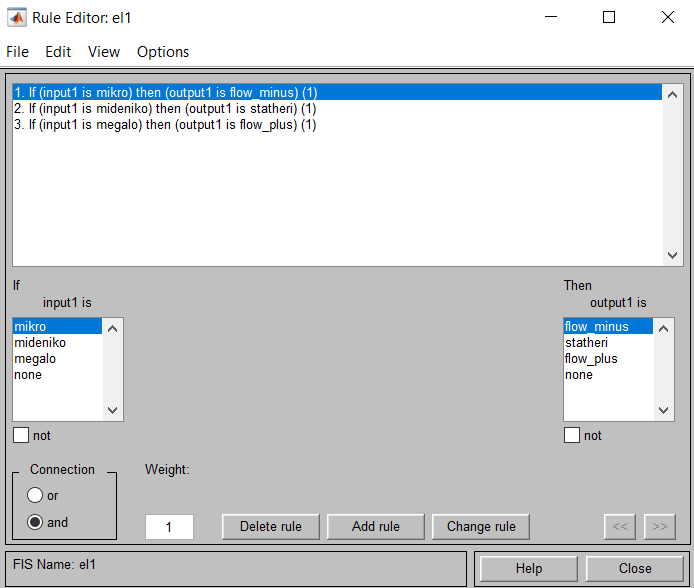 Rule Editor: el1
File Edit View Options
1. If (input1 is mikro) then (output1 is flow_minus) (1)
2. If (input1 is mideniko) then (output1 is statheri) (1)
3. If (input1 is megalo) then (output1 is flow_plus) (1)
If
input1 is
mikro
mideniko
megalo
none
not
Then
output1 is
flow_minus
statheri
flow_plus
none
not
Connection
or
and
Weight:
1
Delete rule
Add rule
Change rule
<<
>>
FIS Name: el1
Help
Close